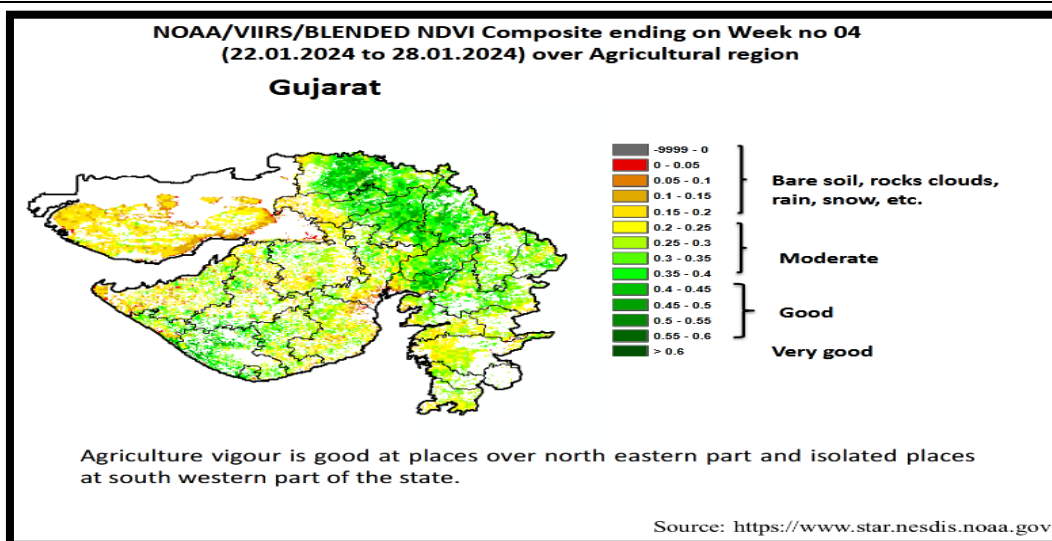 NOAA/VIIRS/BLENDED NDVI Composite ending on Week no 04
(22.01.2024 to 28.01.2024) over Agricultural region
Gujarat
-9999 - 0
0 - 0.05
0.05 - 0.1
0.1 - 0.15
0.15 - 0.2
0.2 - 0.25
0.25 - 0.3
0.3 - 0.35
0.35 - 0.4
0.4 - 0.45
0.45 - 0.5
0.5 - 0.55
0.55 - 0.6
> 0.6
Bare soil, rocks clouds,
rain, snow, etc.
Moderate
Good
Very good
Agriculture vigour is good at places over north eastern part and isolated places
at south western part of the state.
Source: https://www.star.nesdis.noaa.gov